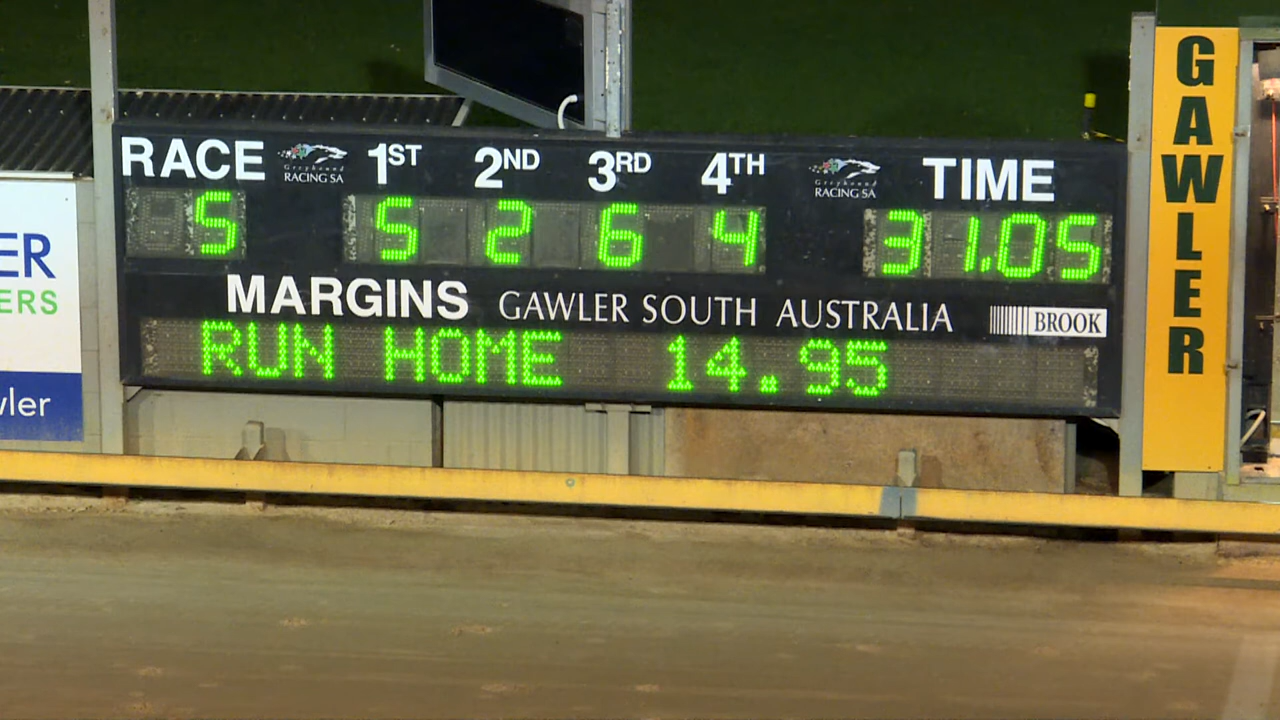 RACE 1ST 2ND 3RD 4TH TIME
Greyhound RACING SA
Greyhound RACING SA
5 5 2 6 4 31.05
MARGINS GAWLER SOUTH AUSTRALIA BROOK
RUN HOME 14.95
GAWLER
ER
ERS
wler